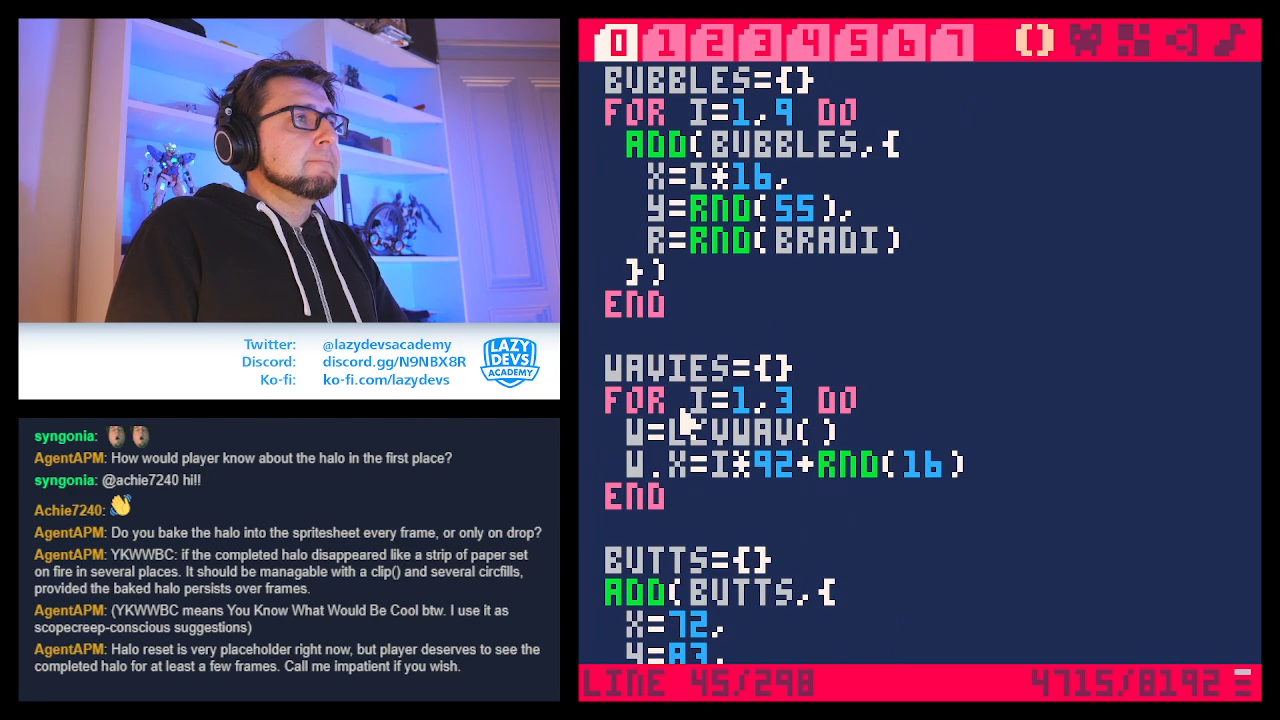 Twitter: @lazydevsacademy
Discord: discord.gg/N9NBX8R
Ko-fi: ko-fi.com/lazydevs
LAZY
DEVS
ACADEMY
syngonia:
AgentAPM: How would player know about the halo in the first place?
syngonia: @achie7240 hi!!
Achie7240:
AgentAPM: Do you bake the halo into the spritesheet every frame, or only on drop?
AgentAPM: YKWWBC: if the completed halo disappeared like a strip of paper set
on fire in several places. It should be managable with a clip() and several circfills,
provided the baked halo persists over frames.
AgentAPM: (YKWWBC means You Know What Would Be Cool btw. I use it as
scopecreep-conscious suggestions)
AgentAPM: Halo reset is very placeholder right now, but player deserves to see the
completed halo for at least a few frames. Call me impatient if you wish.
0 1 2 3 4 5 6 7 ()
BUBBLES={}
FOR I=1,9 DO
ADD(BUBBLES,{
X=I*16,
Y=RND(55),
R=RND(BRADI)
})
END
WAVIES={}
FOR I=1,3 DO
W.X=I*92+RND(16)
END
BUTTS={}
ADD(BUTTS,{
X=72,
Y=83,
LINE 45/298
4715/8192